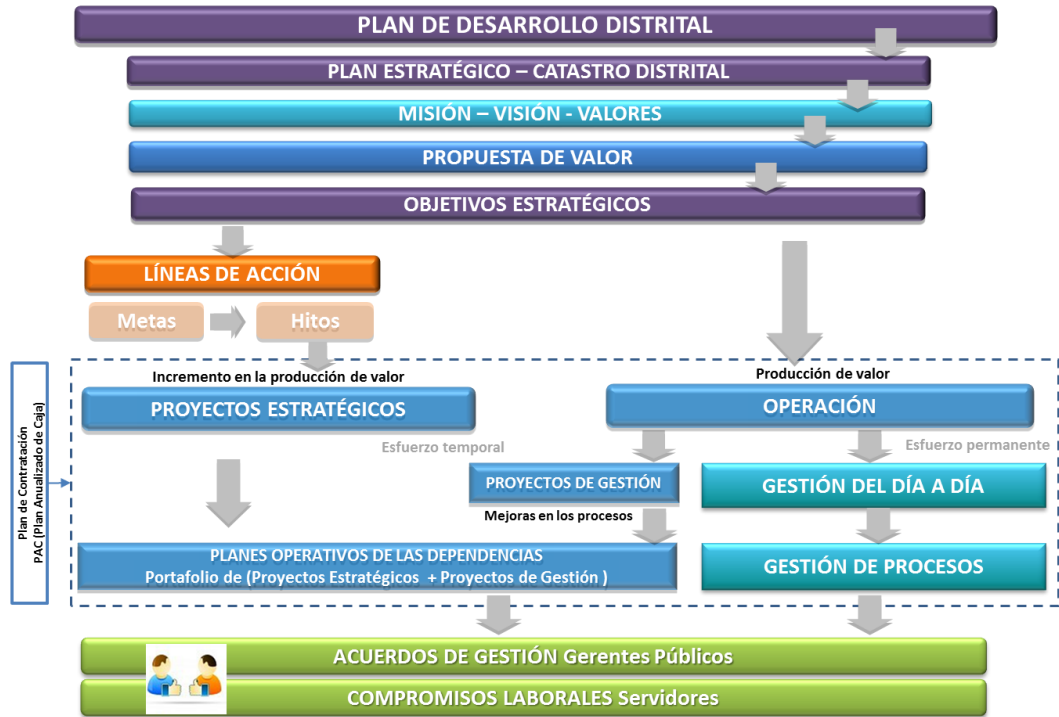 PLAN DE DESARROLLO DISTRITAL
PLAN ESTRATÉGICO – CATASTRO DISTRITAL
MISIÓN – VISIÓN - VALORES
PROPUESTA DE VALOR
OBJETIVOS ESTRATÉGICOS
LÍNEAS DE ACCIÓN
Metas
Hitos
Plan de Contratación
PAC (Plan Anualizado de Caja)
Incremento en la producción de valor
PROYECTOS ESTRATÉGICOS
Esfuerzo temporal
Producción de valor
OPERACIÓN
Esfuerzo permanente
PROYECTOS DE GESTIÓN
Mejoras en los procesos
GESTIÓN DEL DÍA A DÍA
PLANES OPERATIVOS DE LAS DEPENDENCIAS
Portafolio de (Proyectos Estratégicos + Proyectos de Gestión )
GESTIÓN DE PROCESOS
ACUERDOS DE GESTIÓN Gerentes Públicos
COMPROMISOS LABORALES Servidores